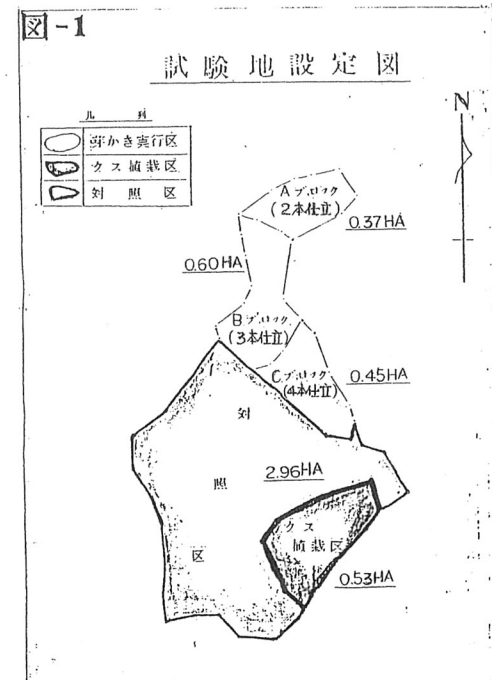 図-1
試験地設定図
凡例
芽かき実行区
クス植栽区
対照区
N
Aブロック
(2本仕立)
0.37HA
0.60HA
Bブロック
(3本仕立)
Cブロック
(4本仕立)
0.45HA
対照区
2.96HA
クス
植栽区
0.53HA